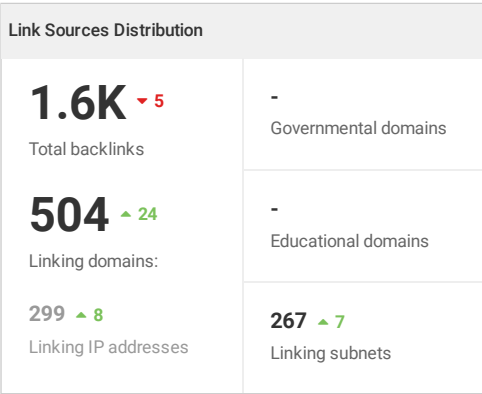 Link Sources Distribution
1.6K ▼ 5
Total backlinks
504 ▲ 24
Linking domains:
299 ▲ 8
Linking IP addresses
-
Governmental domains
-
Educational domains
267 ▲ 7
Linking subnets